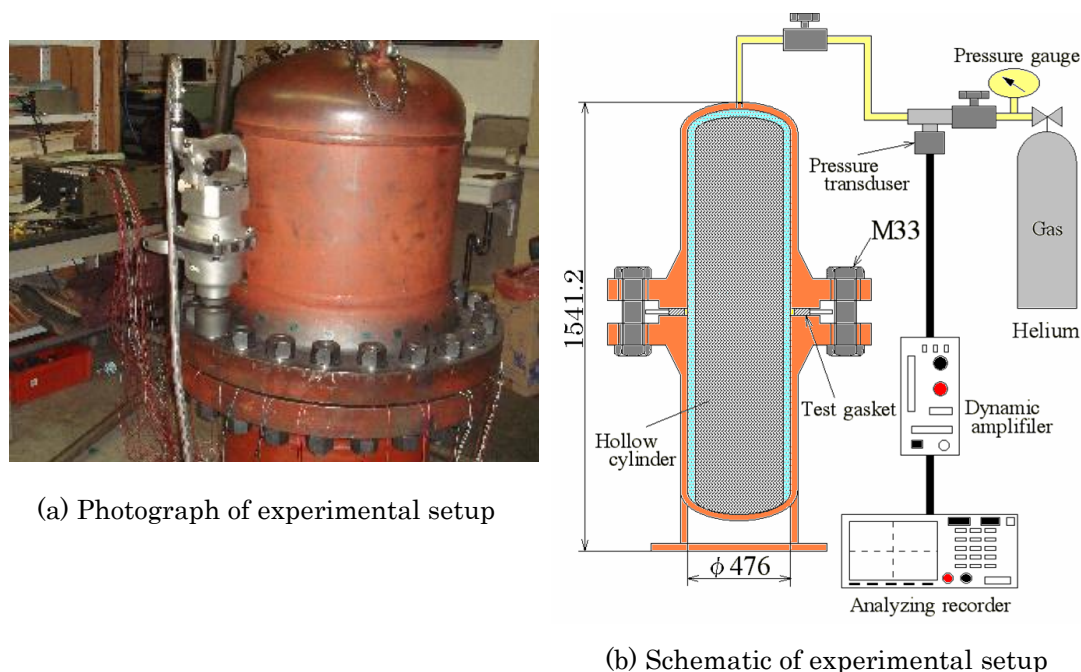 Pressure gauge
Pressure
transduser
M33
Gas
Helium
1541.2
Test gasket
Hollow
cylinder
Dynamic
amplifiler
φ476
Analyzing recorder
(a) Photograph of experimental setup
(b) Schematic of experimental setup